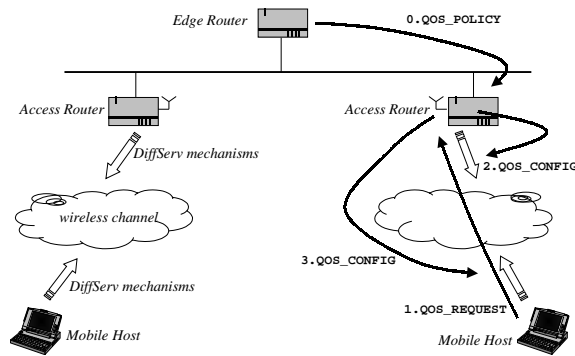 Edge Router
0.QOS_POLICY
Access Router
Access Router
DiffServ mechanisms
2.QOS_CONFIG
wireless channel
3.QOS_CONFIG
DiffServ mechanisms
1.QOS_REQUEST
Mobile Host
Mobile Host